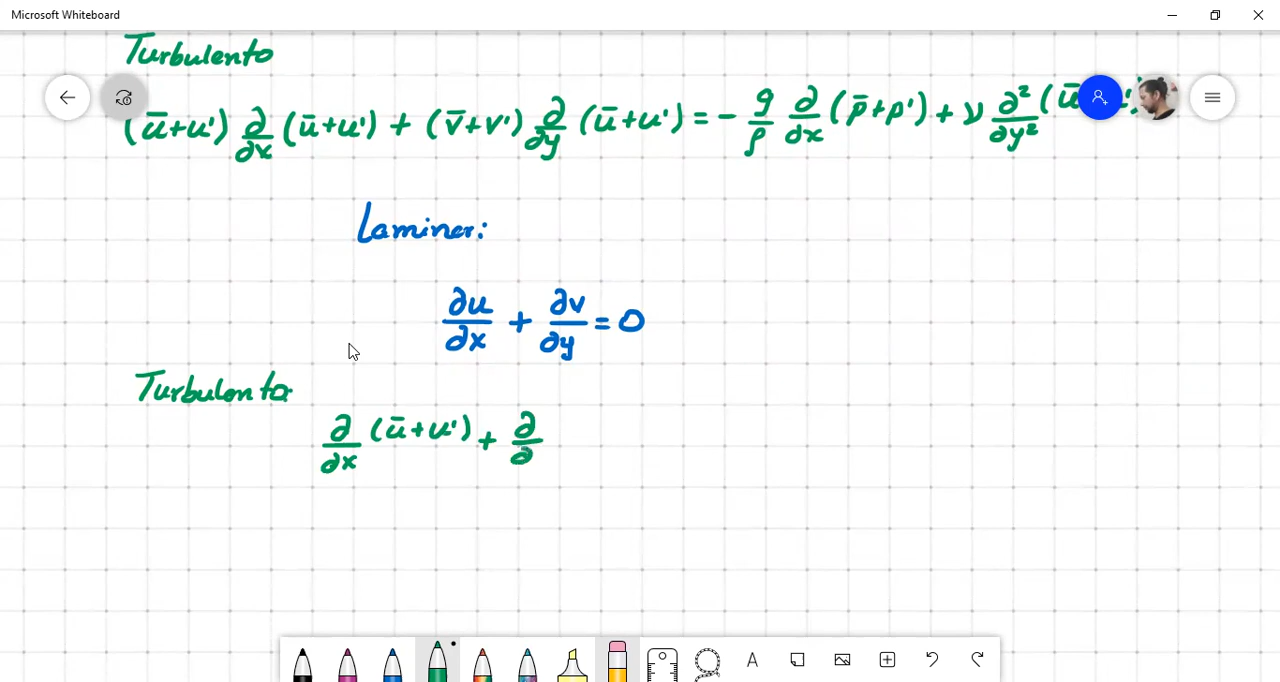 Microsoft Whiteboard
Turbulento
(ū+u') ∂/∂x (ū+u') + (v̄+v') ∂/∂y (ū+u') = - g/ρ ∂/∂x (p̄+p') + ν ∂²/∂y² (ū ')
Laminar:
∂u/∂x + ∂v/∂y = 0
Turbulento:
∂/∂x (ū+u') + ∂/∂
A